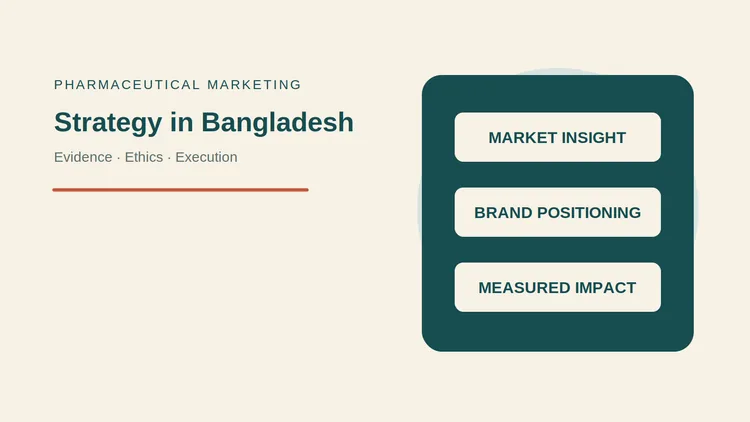 PHARMACEUTICAL MARKETING
Strategy in Bangladesh
Evidence · Ethics · Execution
MARKET INSIGHT
BRAND POSITIONING
MEASURED IMPACT